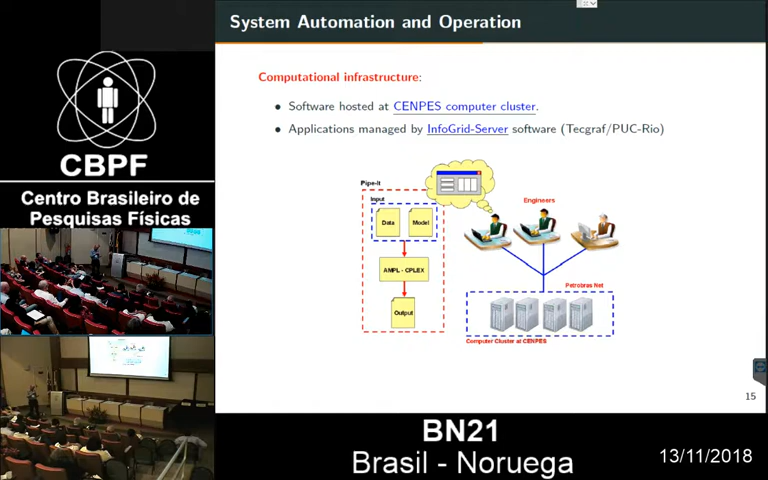 System Automation and Operation
Computational infrastructure:
• Software hosted at CENPES computer cluster.
• Applications managed by InfoGrid-Server software (Tecgraf/PUC-Rio)
Pipe-It
Input
Data
Model
AMPL - CPLEX
Output
Engineers
Petrobras Net
Computer Cluster at CENPES
15
CBPF
Centro Brasileiro de
Pesquisas Físicas
BN21
Brasil - Noruega
13/11/2018